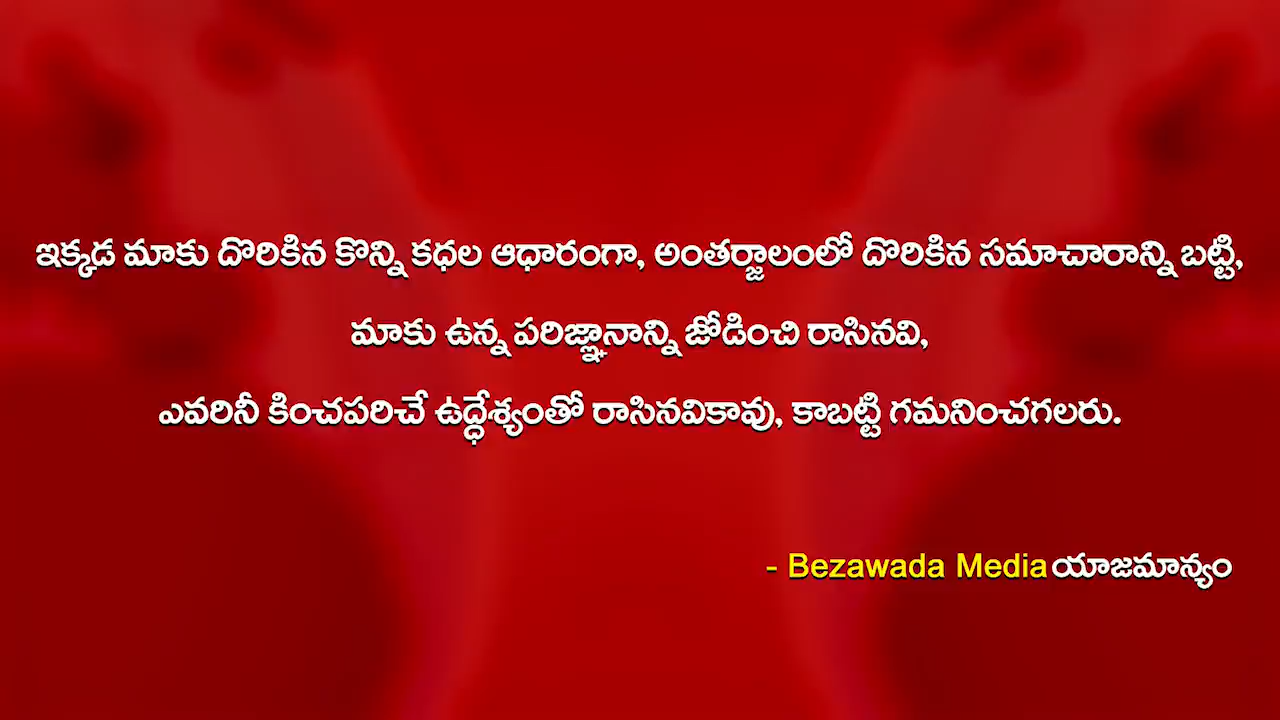 ఇక్కడ మాకు దొరికిన కొన్ని కధల ఆధారంగా, అంతర్జాలంలో దొరికిన సమాచారాన్ని బట్టి,
మాకు ఉన్న పరిజ్ఞానాన్ని జోడించి రాసినవి,
ఎవరినీ కించపరిచే ఉద్ధేశ్యంతో రాసినవికావు, కాబట్టి గమనించగలరు.
- Bezawada Media యాజమాన్యం